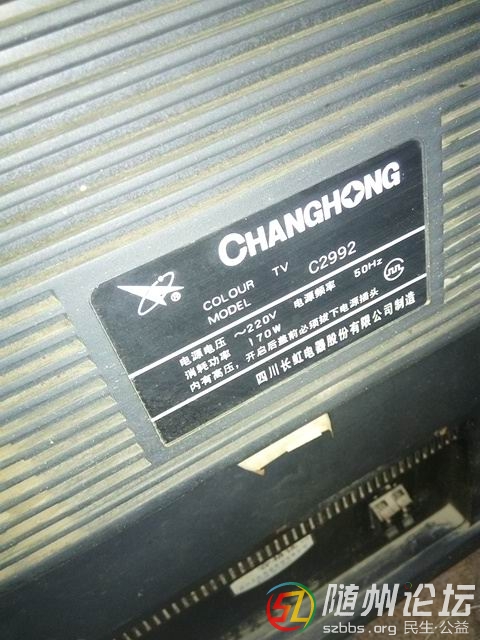 CHANGHONG
®
COLOUR TV C2992
MODEL
电源电压 ~220V 电源频率 50Hz
消耗功率 170W
内有高压，开启后盖前必须拔下电源插头
四川长虹电器股份有限公司制造
随州论坛
szbbs.org 民生·公益